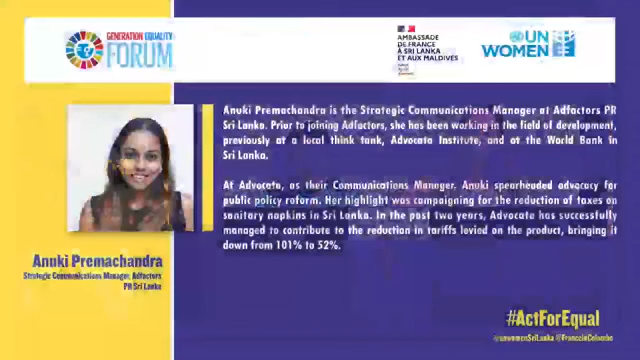 GENERATION EQUALITY
FORUM
AMBASSADE
DE FRANCE
À SRI LANKA
ET AUX MALDIVES
UN
WOMEN
Anuki Premachandra is the Strategic Communications Manager at Adfactors PR
Sri Lanka. Prior to joining Adfactors, she has been working in the field of development,
previously at a local think tank, Advocata Institute, and at the World Bank in
Sri Lanka.
At Advocata, as their Communications Manager, Anuki spearheaded advocacy for
public policy reform. Her highlight was campaigning for the reduction of taxes on
sanitary napkins in Sri Lanka. In the past two years, Advocata has successfully
managed to contribute to the reduction in tariffs levied on the product, bringing it
down from 101% to 52%.
Anuki Premachandra
Strategic Communications Manager, Adfactors
PR Sri Lanka
#ActForEqual
@unwomenSriLanka @FranceinColombo